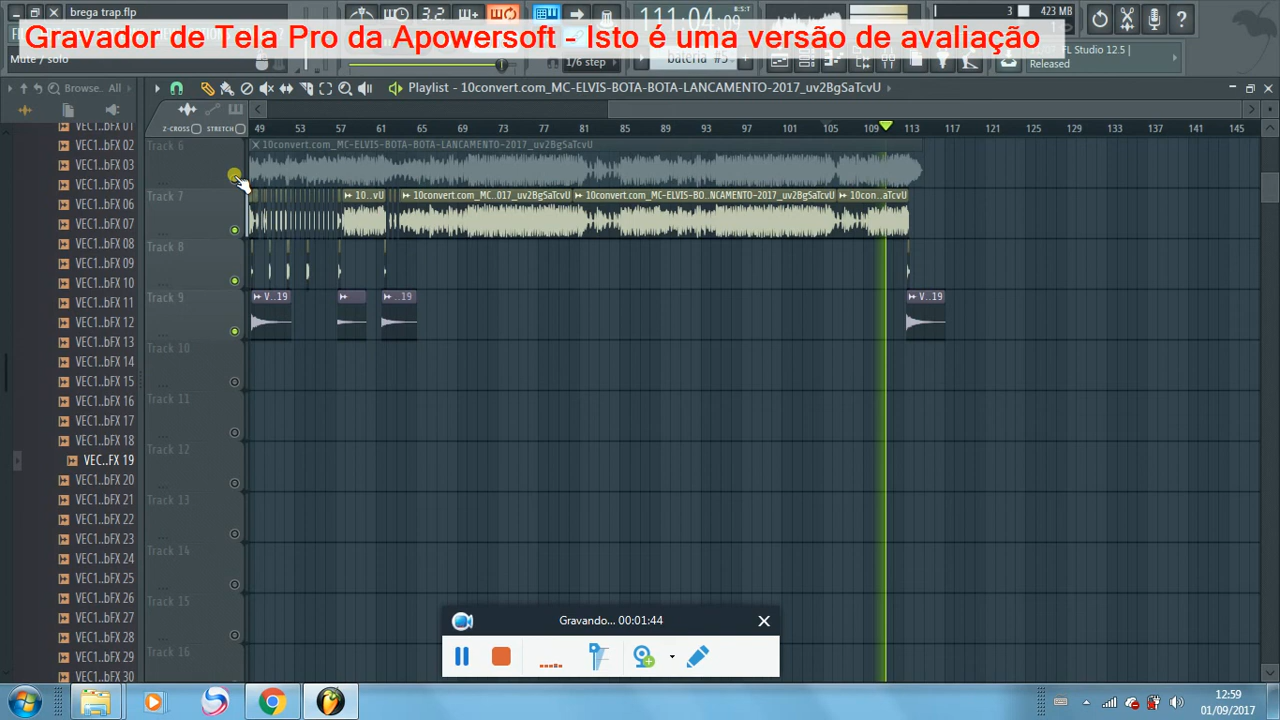 brega trap.flp
3.2
111:04:09
B:S:T
3
423 MB
Gravador de Tela Pro da Apowersoft - Isto é uma versão de avaliação
Mute / solo
1/6 step
bateria #5
1
FL Studio 12.5 |
Released
Browse.. All
Playlist - 10convert.com_MC-ELVIS-BOTA-BOTA-LANCAMENTO-2017_uv2BgSaTcvU
Z-CROSS
STRETCH
49 53 57 61 65 69 73 77 81 85 89 93 97 101 105 109 113 117 121 125 129 133 137 141 145
VEC1..bFX 01
VEC1..bFX 02
VEC1..bFX 03
VEC1..bFX 05
VEC1..bFX 06
VEC1..bFX 07
VEC1..bFX 08
VEC1..bFX 09
VEC1..bFX 10
VEC1..bFX 11
VEC1..bFX 12
VEC1..bFX 13
VEC1..bFX 14
VEC1..bFX 15
VEC1..bFX 16
VEC1..bFX 17
VEC1..bFX 18
VEC..FX 19
VEC1..bFX 20
VEC1..bFX 21
VEC1..bFX 22
VEC1..bFX 23
VEC1..bFX 24
VEC1..bFX 25
VEC1..bFX 26
VEC1..bFX 27
VEC1..bFX 28
VEC1..bFX 29
VEC1..bFX 30
Track 6
10convert.com_MC-ELVIS-BOTA-BOTA-LANCAMENTO-2017_uv2BgSaTcvU
Track 7
10..vU
10convert.com_MC..017_uv2BgSaTcvU
10convert.com_MC-ELVIS-BO..NCAMENTO-2017_uv2BgSaTcvU
10con..aTcvU
Track 8
Track 9
V..19
..19
V..19
Track 10
Track 11
Track 12
Track 13
Track 14
Track 15
Track 16
Gravando... 00:01:44
12:59
01/09/2017